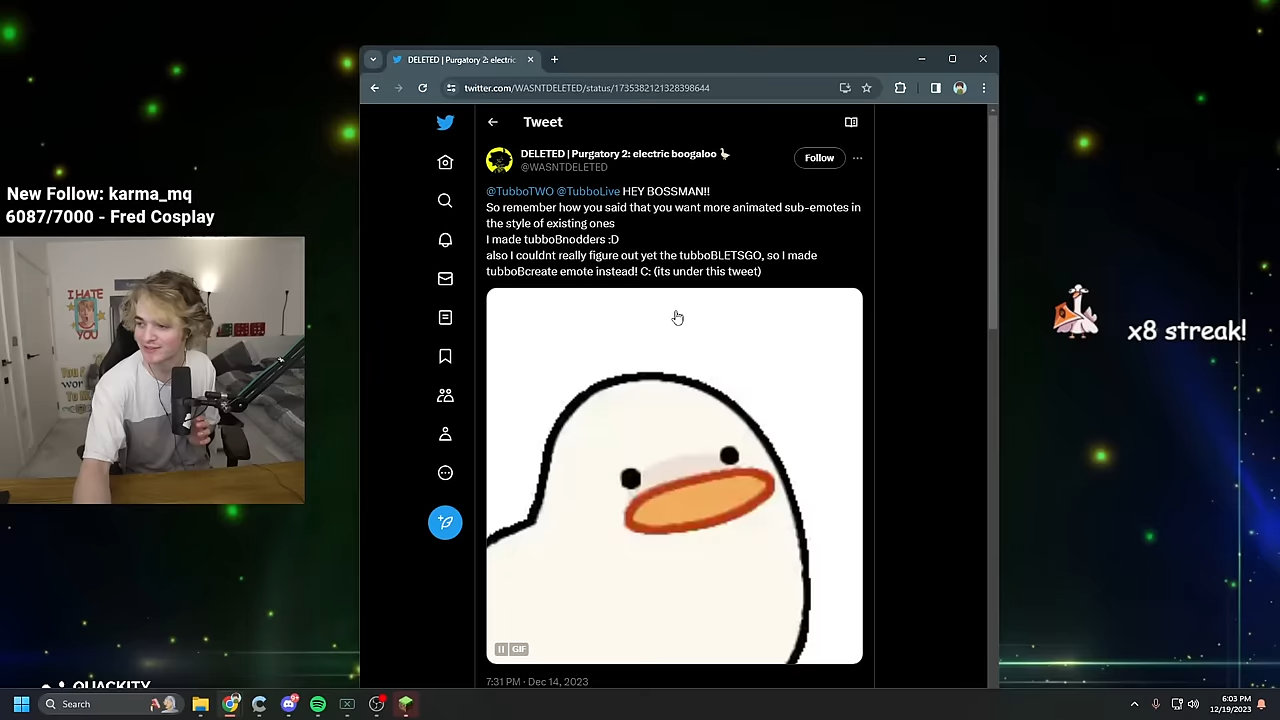 DELETED | Purgatory 2: electric
twitter.com/WASNTDELETED/status/1735382121328398644
Tweet
DELETED | Purgatory 2: electric boogaloo
@WASNTDELETED
Follow
@TubboTWO @TubboLive HEY BOSSMAN!!
So remember how you said that you want more animated sub-emotes in
the style of existing ones
I made tubboBnodders :D
also I couldnt really figure out yet the tubboBLETSGO, so I made
tubboBcreate emote instead! C: (its under this tweet)
GIF
7:31 PM · Dec 14, 2023
New Follow: karma_mq
6087/7000 - Fred Cosplay
I HATE
YOU
x8 streak!
QUACKITY
Search
6:03 PM
12/19/2023